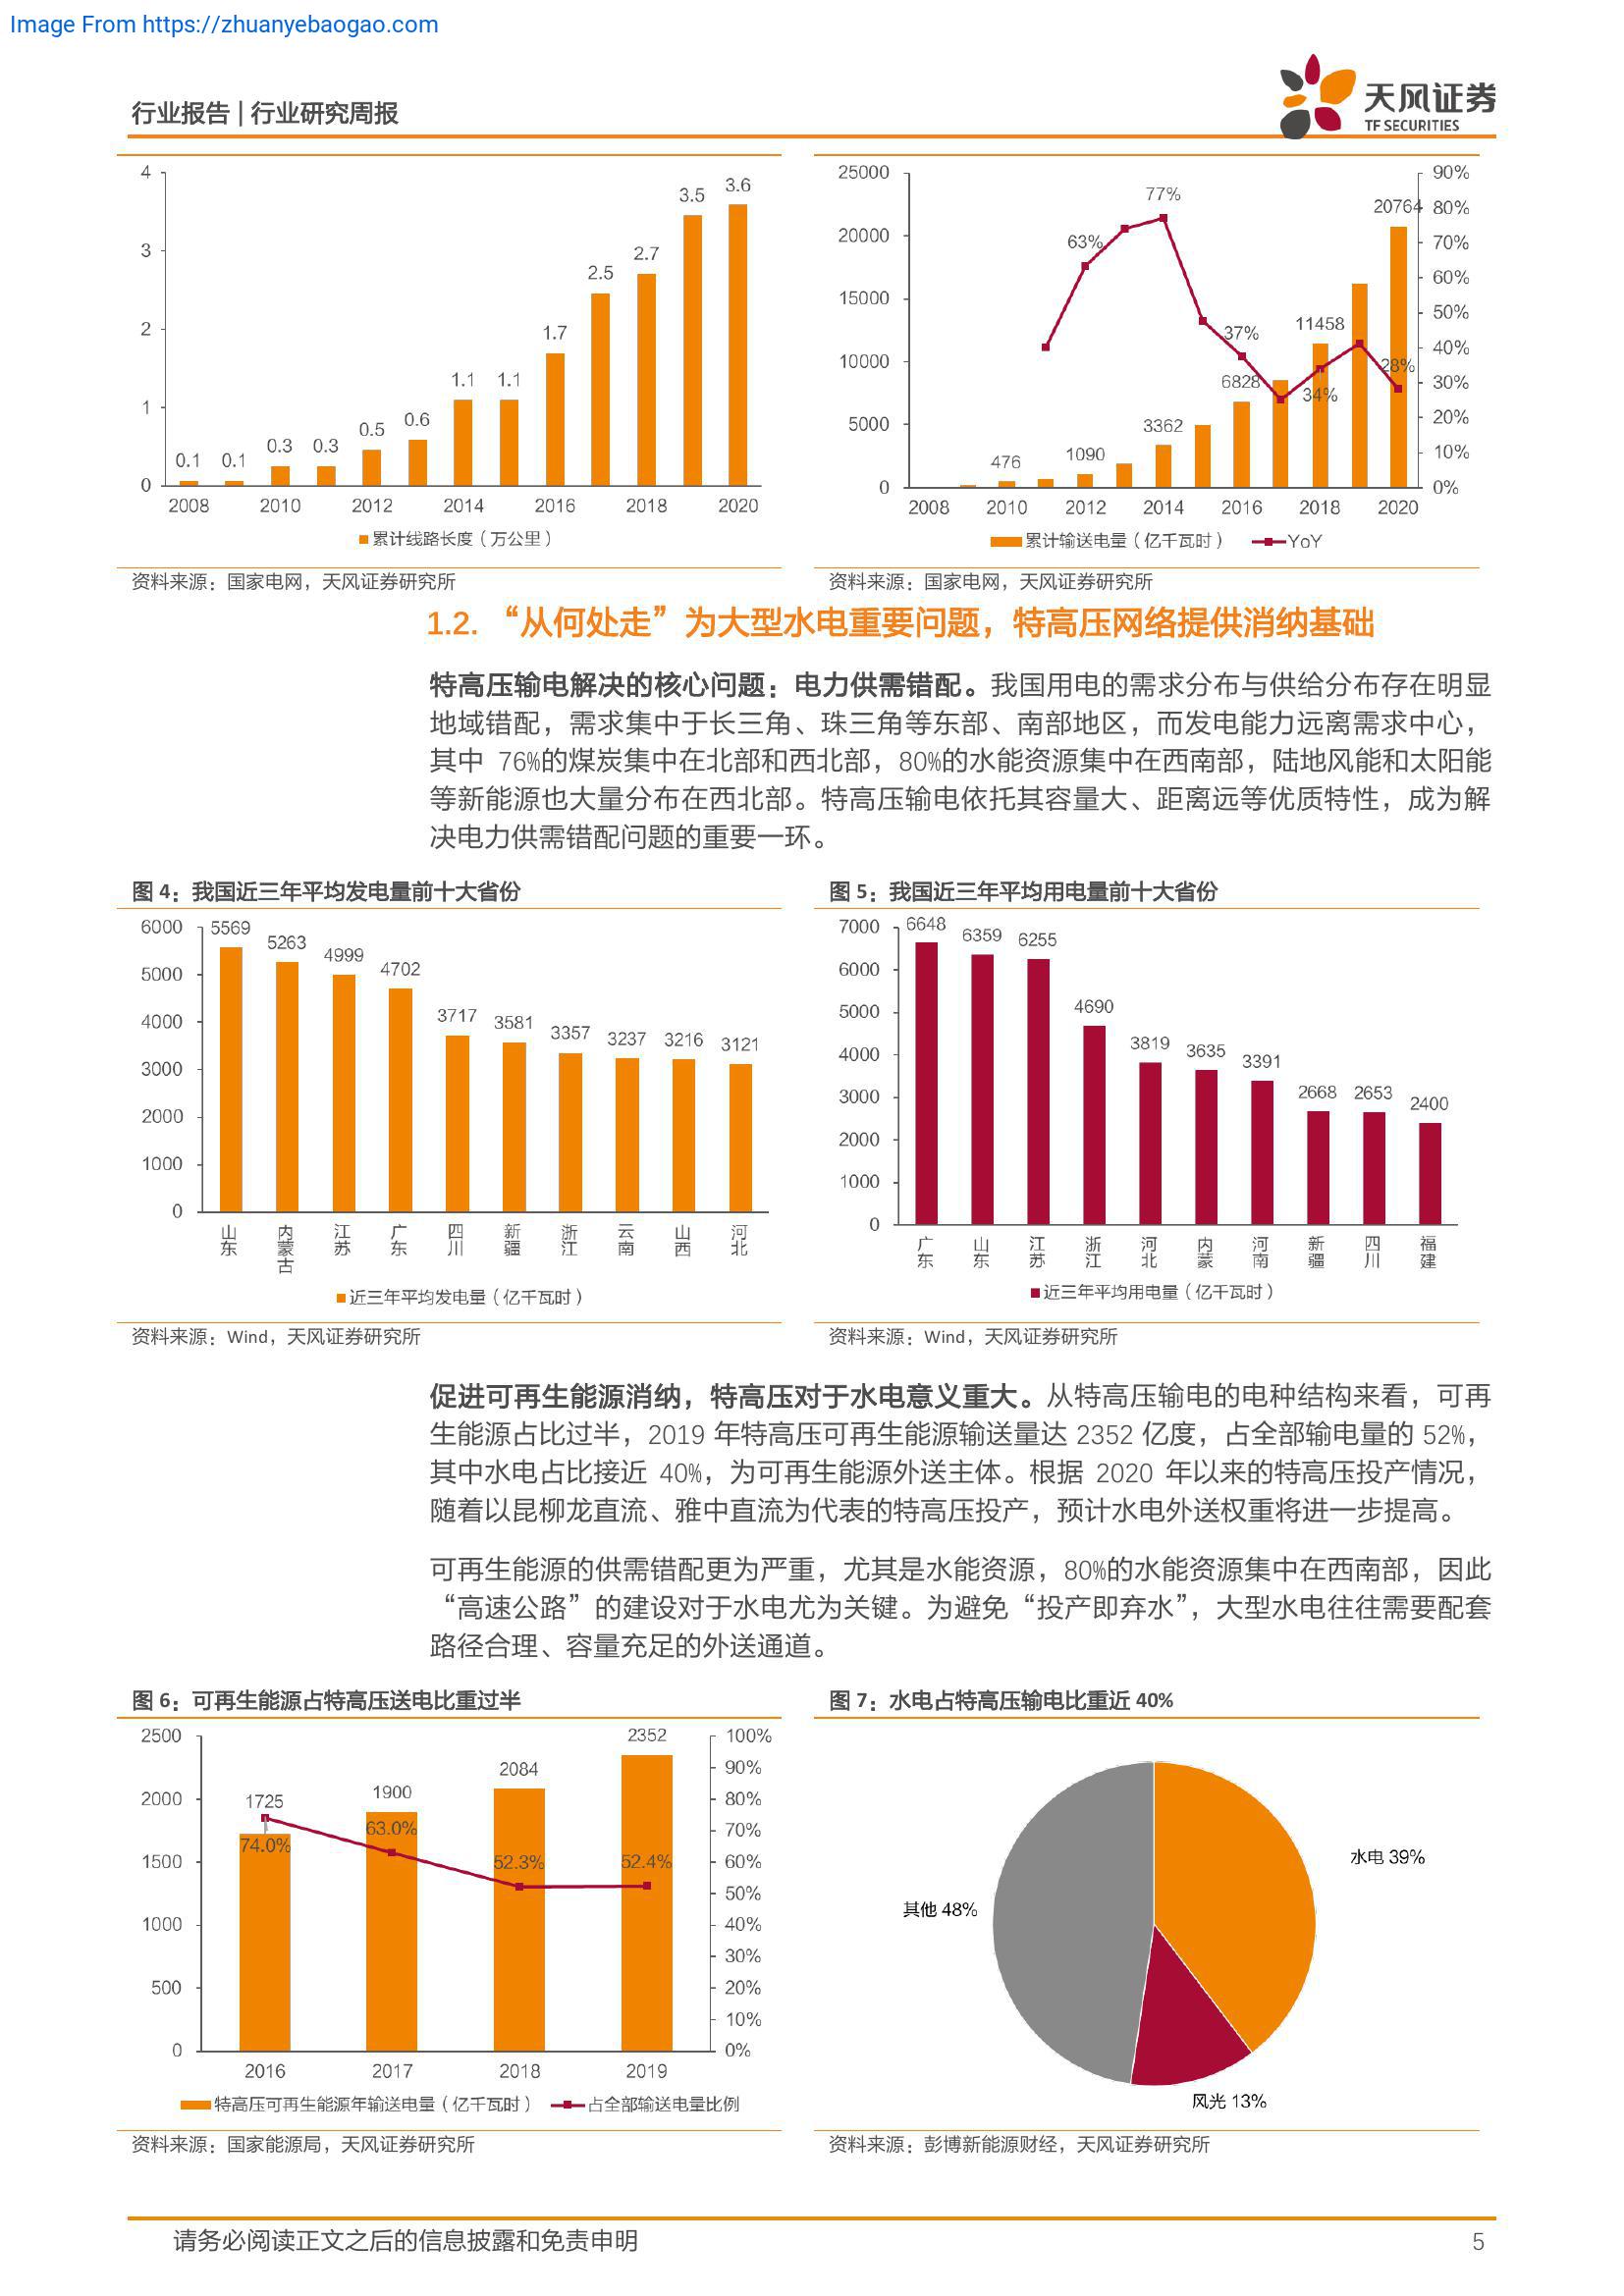 Image From https://zhuanyebaogao.com
行业报告 | 行业研究周报
天风证券
TF SECURITIES
4
3
2
1
0
0.1 0.1 0.3 0.3 0.5 0.6 1.1 1.1 1.7 2.5 2.7 3.5 3.6
2008 2010 2012 2014 2016 2018 2020
累计线路长度（万公里）
25000
20000
15000
10000
5000
0
90%
80%
70%
60%
50%
40%
30%
20%
10%
0%
476 1090 3362 6828 11458 20764
63% 77% 37% 34% 28%
2008 2010 2012 2014 2016 2018 2020
累计输送电量（亿千瓦时） YoY
资料来源：国家电网，天风证券研究所
资料来源：国家电网，天风证券研究所
1.2. “从何处走”为大型水电重要问题，特高压网络提供消纳基础
特高压输电解决的核心问题：电力供需错配。我国用电的需求分布与供给分布存在明显
地域错配，需求集中于长三角、珠三角等东部、南部地区，而发电能力远离需求中心，
其中 76%的煤炭集中在北部和西北部，80%的水能资源集中在西南部，陆地风能和太阳能
等新能源也大量分布在西北部。特高压输电依托其容量大、距离远等优质特性，成为解
决电力供需错配问题的重要一环。
图 4：我国近三年平均发电量前十大省份
6000
5000
4000
3000
2000
1000
0
5569 5263 4999 4702 3717 3581 3357 3237 3216 3121
山东 内蒙古 江苏 广东 四川 新疆 浙江 云南 山西 河北
近三年平均发电量（亿千瓦时）
资料来源：Wind，天风证券研究所
图 5：我国近三年平均用电量前十大省份
7000
6000
5000
4000
3000
2000
1000
0
6648 6359 6255 4690 3819 3635 3391 2668 2653 2400
广东 山东 江苏 浙江 河北 内蒙 河南 新疆 四川 福建
近三年平均用电量（亿千瓦时）
资料来源：Wind，天风证券研究所
促进可再生能源消纳，特高压对于水电意义重大。从特高压输电的电种结构来看，可再
生能源占比过半，2019 年特高压可再生能源输送量达 2352 亿度，占全部输电量的 52%，
其中水电占比接近 40%，为可再生能源外送主体。根据 2020 年以来的特高压投产情况，
随着以昆柳龙直流、雅中直流为代表的特高压投产，预计水电外送权重将进一步提高。
可再生能源的供需错配更为严重，尤其是水能资源，80%的水能资源集中在西南部，因此
“高速公路”的建设对于水电尤为关键。为避免“投产即弃水”，大型水电往往需要配套
路径合理、容量充足的外送通道。
图 6：可再生能源占特高压送电比重过半
2500
2000
1500
1000
500
0
100%
90%
80%
70%
60%
50%
40%
30%
20%
10%
0%
1725 1900 2084 2352
74.0% 63.0% 52.3% 52.4%
2016 2017 2018 2019
特高压可再生能源年输送电量（亿千瓦时） 占全部输送电量比例
资料来源：国家能源局，天风证券研究所
图 7：水电占特高压输电比重近 40%
水电 39%
其他 48%
风光 13%
资料来源：彭博新能源财经，天风证券研究所
请务必阅读正文之后的信息披露和免责申明
5